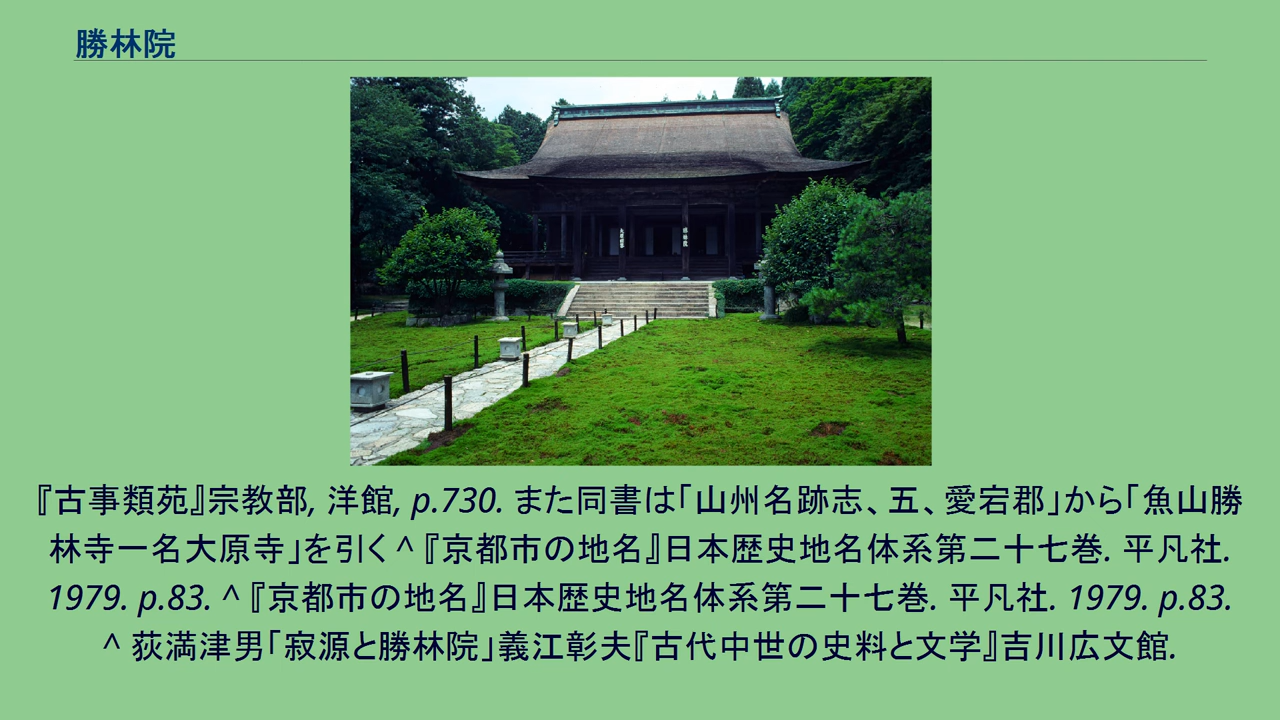 勝林院
『古事類苑』宗教部, 洋館, p.730. また同書は「山州名跡志、五、愛宕郡」から「魚山勝
林寺一名大原寺」を引く ^ 『京都市の地名』日本歴史地名体系第二十七巻. 平凡社.
1979. p.83. ^ 『京都市の地名』日本歴史地名体系第二十七巻. 平凡社. 1979. p.83.
^ 荻満津男「寂源と勝林院」義江彰夫『古代中世の史料と文学』吉川広文館.